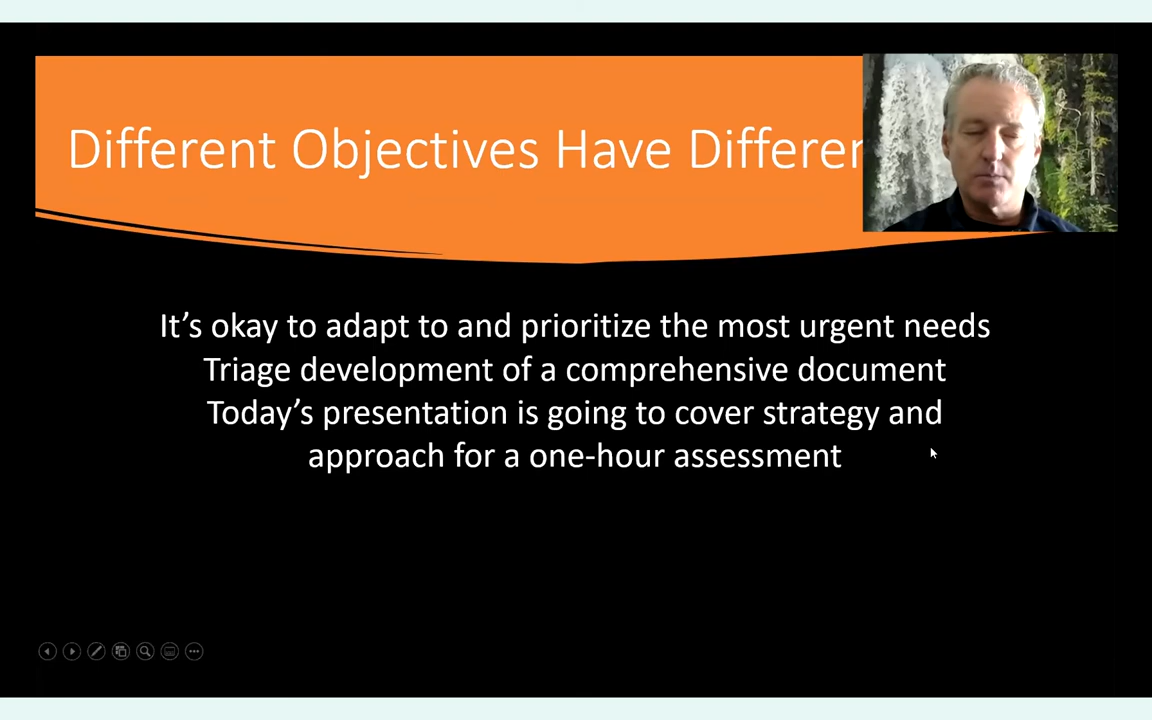 Different Objectives Have
It’s okay to adapt to and prioritize the most urgent needs
Triage development of a comprehensive document
Today’s presentation is going to cover strategy and
approach for a one-hour assessment